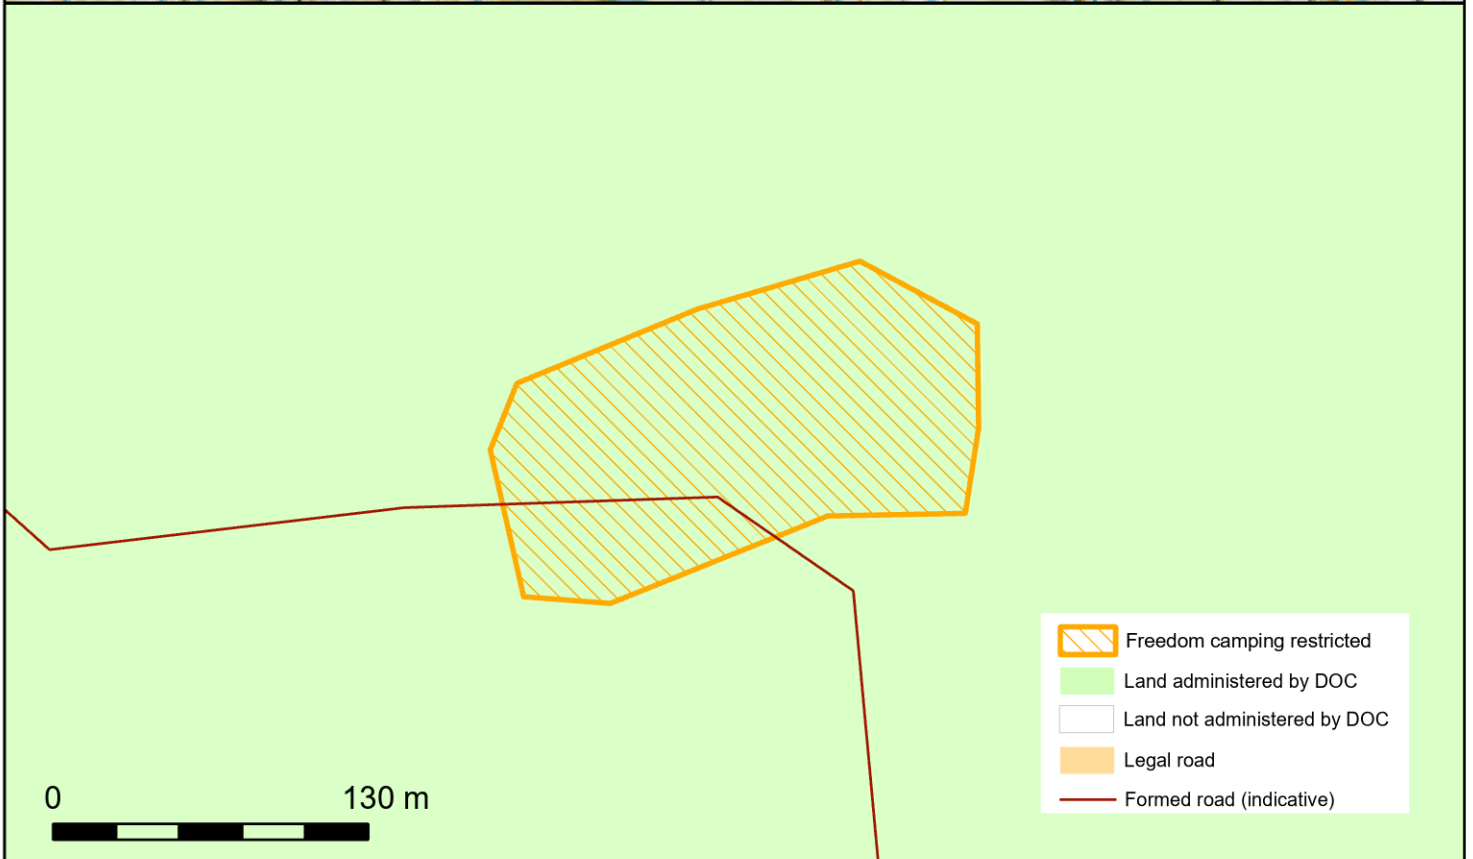 Freedom camping restricted
Land administered by DOC
Land not administered by DOC
Legal road
Formed road (indicative)
0 130 m